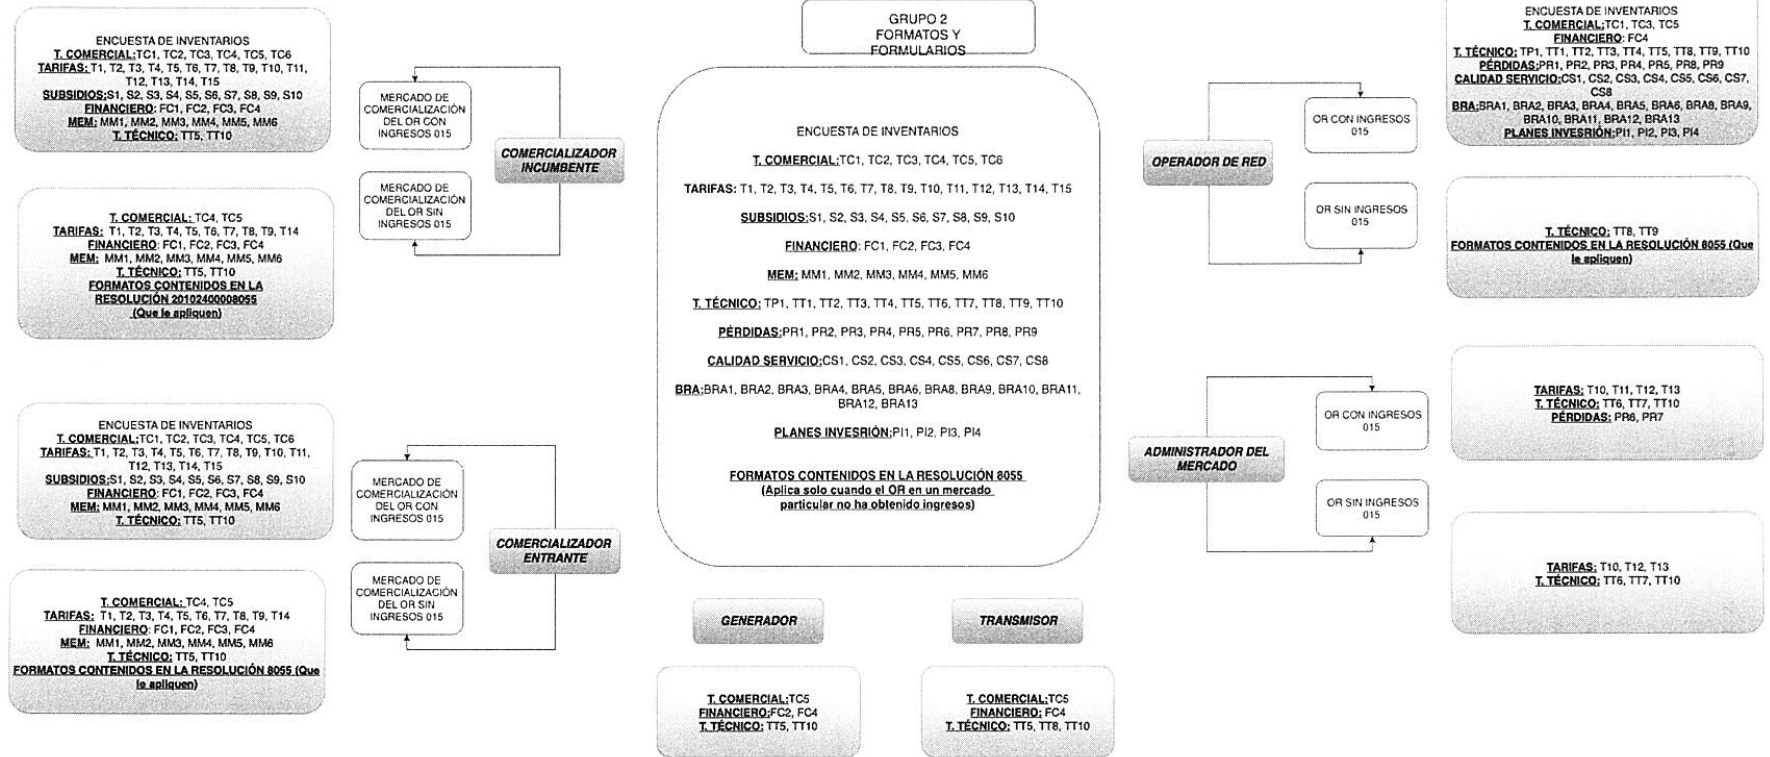 GRUPO 2
FORMATOS Y
FORMULARIOS
ENCUESTA DE INVENTARIOS
T. COMERCIAL:TC1, TC2, TC3, TC4, TC5, TC6
TARIFAS: T1, T2, T3, T4, T5, T6, T7, T8, T9, T10, T11,
T12, T13, T14, T15
SUBSIDIOS:S1, S2, S3, S4, S5, S6, S7, S8, S9, S10
FINANCIERO: FC1, FC2, FC3, FC4
MEM: MM1, MM2, MM3, MM4, MM5, MM6
T. TÉCNICO: TT5, TT10
MERCADO DE
COMERCIALIZACIÓN
DEL OR CON
INGRESOS 015
COMERCIALIZADOR
INCUMBENTE
MERCADO DE
COMERCIALIZACIÓN
DEL OR SIN
INGRESOS 015
T. COMERCIAL: TC4, TC5
TARIFAS: T1, T2, T3, T4, T5, T6, T7, T8, T9, T14
FINANCIERO: FC1, FC2, FC3, FC4
MEM: MM1, MM2, MM3, MM4, MM5, MM6
T. TÉCNICO: TT5, TT10
FORMATOS CONTENIDOS EN LA
RESOLUCIÓN 20102400008055
(Que le apliquen)
ENCUESTA DE INVENTARIOS
T. COMERCIAL:TC1, TC2, TC3, TC4, TC5, TC6
TARIFAS:T1, T2, T3, T4, T5, T6, T7, T8, T9, T10, T11,
T12, T13, T14, T15
SUBSIDIOS:S1, S2, S3, S4, S5, S6, S7, S8, S9, S10
FINANCIERO: FC1, FC2, FC3, FC4
MEM: MM1, MM2, MM3, MM4, MM5, MM6
T. TÉCNICO: TT5, TT10
MERCADO DE
COMERCIALIZACIÓN
DEL OR CON
INGRESOS 015
COMERCIALIZADOR
ENTRANTE
MERCADO DE
COMERCIALIZACIÓN
DEL OR SIN
INGRESOS 015
T. COMERCIAL: TC4, TC5
TARIFAS: T1, T2, T3, T4, T5, T6, T7, T8, T9, T14
FINANCIERO: FC1, FC2, FC3, FC4
MEM: MM1, MM2, MM3, MM4, MM5, MM6
T. TÉCNICO: TT5, TT10
FORMATOS CONTENIDOS EN LA RESOLUCIÓN 8055 (Que
le apliquen)
ENCUESTA DE INVENTARIOS
T. COMERCIAL:TC1, TC2, TC3, TC4, TC5, TC6
TARIFAS: T1, T2, T3, T4, T5, T6, T7, T8, T9, T10, T11, T12, T13, T14, T15
SUBSIDIOS:S1, S2, S3, S4, S5, S6, S7, S8, S9, S10
FINANCIERO: FC1, FC2, FC3, FC4
MEM: MM1, MM2, MM3, MM4, MM5, MM6
T. TÉCNICO: TP1, TT1, TT2, TT3, TT4, TT5, TT6, TT7, TT8, TT9, TT10
PÉRDIDAS:PR1, PR2, PR3, PR4, PR5, PR6, PR7, PR8, PR9
CALIDAD SERVICIO:CS1, CS2, CS3, CS4, CS5, CS6, CS7, CS8
BRA:BRA1, BRA2, BRA3, BRA4, BRA5, BRA6, BRA8, BRA9, BRA10, BRA11,
BRA12, BRA13
PLANES INVESRIÓN:PI1, PI2, PI3, PI4
FORMATOS CONTENIDOS EN LA RESOLUCIÓN 8055
(Aplica solo cuando el OR en un mercado
particular no ha obtenido ingresos)
GENERADOR
T. COMERCIAL:TC5
FINANCIERO:FC2, FC4
T. TÉCNICO: TT5, TT10
TRANSMISOR
T. COMERCIAL:TC5
FINANCIERO: FC4
T. TÉCNICO: TT5, TT8, TT10
OPERADOR DE RED
OR CON INGRESOS
015
OR SIN INGRESOS
015
ENCUESTA DE INVENTARIOS
T. COMERCIAL:TC1, TC3, TC5
FINANCIERO: FC4
T. TÉCNICO: TP1, TT1, TT2, TT3, TT4, TT5, TT8, TT9, TT10
PÉRDIDAS:PR1, PR2, PR3, PR4, PR5, PR8, PR9
CALIDAD SERVICIO:CS1, CS2, CS3, CS4, CS5, CS6, CS7,
CS8
BRA:BRA1, BRA2, BRA3, BRA4, BRA5, BRA6, BRA8, BRA9,
BRA10, BRA11, BRA12, BRA13
PLANES INVESRIÓN:PI1, PI2, PI3, PI4
T. TÉCNICO: TT8, TT9
FORMATOS CONTENIDOS EN LA RESOLUCIÓN 8055 (Que
le apliquen)
ADMINISTRADOR DEL
MERCADO
OR CON INGRESOS
015
OR SIN INGRESOS
015
TARIFAS: T10, T11, T12, T13
T. TÉCNICO: TT6, TT7, TT10
PÉRDIDAS: PR6, PR7
TARIFAS: T10, T12, T13
T. TÉCNICO: TT6, TT7, TT10